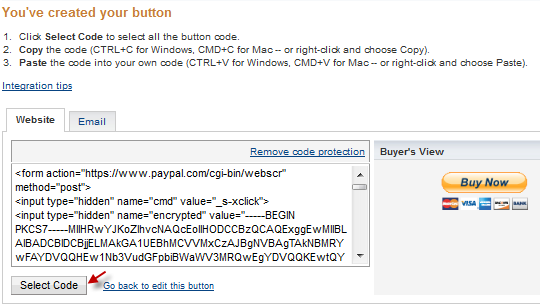 You've created your button
1. Click Select Code to select all the button code.
2. Copy the code (CTRL+C for Windows, CMD+C for Mac -- or right-click and choose Copy).
3. Paste the code into your own code (CTRL+V for Windows, CMD+V for Mac -- or right-click and choose Paste).
Integration tips
Website Email
Remove code protection
<form action="https://www.paypal.com/cgi-bin/webscr"
method="post">
<input type="hidden" name="cmd" value="_s-xclick">
<input type="hidden" name="encrypted" value="-----BEGIN
PKCS7-----MIIHRwYJKoZIhvcNAQcEoIIHODCCBzQCAQExggEwMIIBL
AIBADCBlDCBjjELMAkGA1UEBhMCVVMxCzAJBgNVBAgTAkNBMRY
wFAYDVQQHEw1Nb3VudGFpbiBWaWV3MRQwEgYDVQQKEwtQY
Select Code Go back to edit this button
Buyer's View
Buy Now
VISA